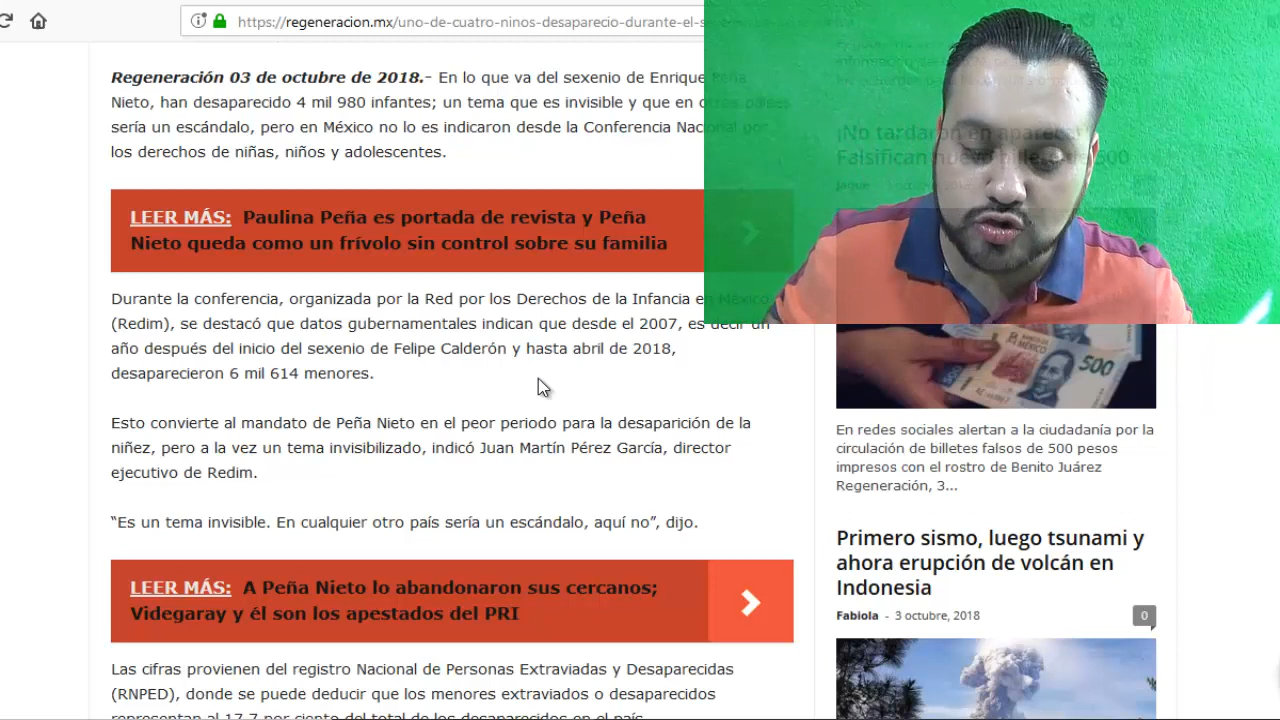 https://regeneracion.mx/uno-de-cuatro-ninos-desaparecio-durante-el-
Regeneración 03 de octubre de 2018.- En lo que va del sexenio de Enrique Peña
Nieto, han desaparecido 4 mil 980 infantes; un tema que es invisible y que en otros países
sería un escándalo, pero en México no lo es indicaron desde la Conferencia Nacional por
los derechos de niñas, niños y adolescentes.
LEER MÁS: Paulina Peña es portada de revista y Peña
Nieto queda como un frívolo sin control sobre su familia
Durante la conferencia, organizada por la Red por los Derechos de la Infancia en México
(Redim), se destacó que datos gubernamentales indican que desde el 2007, es decir un
año después del inicio del sexenio de Felipe Calderón y hasta abril de 2018,
desaparecieron 6 mil 614 menores.
Esto convierte al mandato de Peña Nieto en el peor periodo para la desaparición de la
niñez, pero a la vez un tema invisibilizado, indicó Juan Martín Pérez García, director
ejecutivo de Redim.
“Es un tema invisible. En cualquier otro país sería un escándalo, aquí no”, dijo.
LEER MÁS: A Peña Nieto lo abandonaron sus cercanos;
Videgaray y él son los apestados del PRI
Las cifras provienen del registro Nacional de Personas Extraviadas y Desaparecidas
(RNPED), donde se puede deducir que los menores extraviados o desaparecidos
representan al 17.7 por ciento del total de los desaparecidos en el país.
¡No tardaron en aparecer!
Falsifican nuevo billete de 500
500
En redes sociales alertan a la ciudadanía por la
circulación de billetes falsos de 500 pesos
impresos con el rostro de Benito Juárez
Regeneración, 3...
Primero sismo, luego tsunami y
ahora erupción de volcán en
Indonesia
Fabiola - 3 octubre, 2018
0